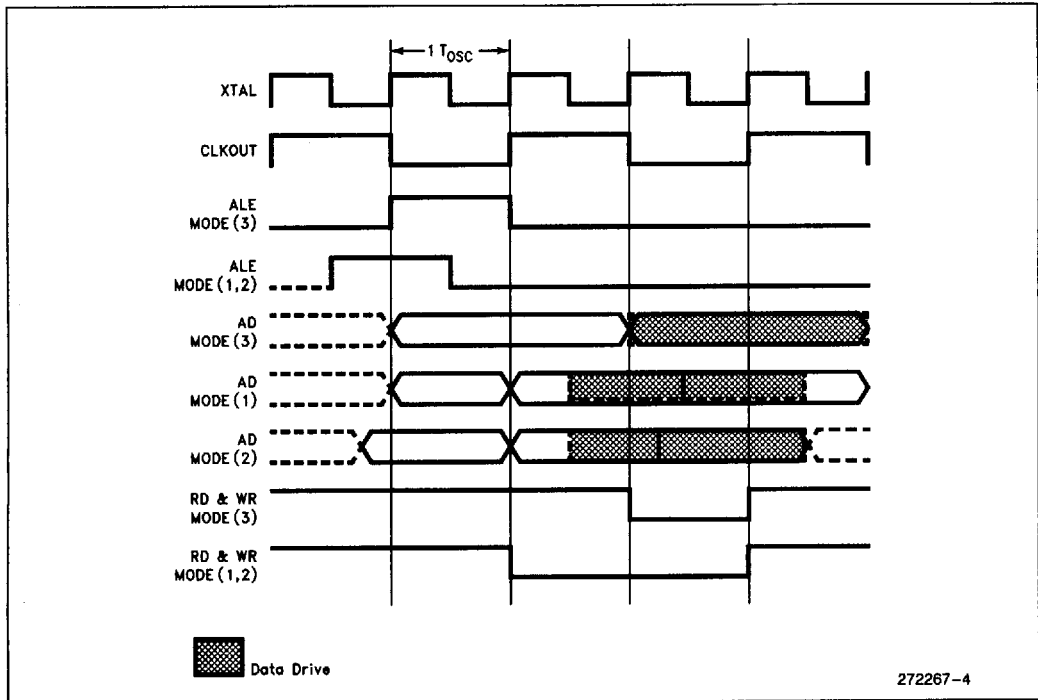 1 TOSC
XTAL
CLKOUT
ALE
MODE (3)
ALE
MODE (1,2)
AD
MODE (3)
AD
MODE (1)
AD
MODE (2)
RD & WR
MODE (3)
RD & WR
MODE (1,2)
Data Drive
272267-4